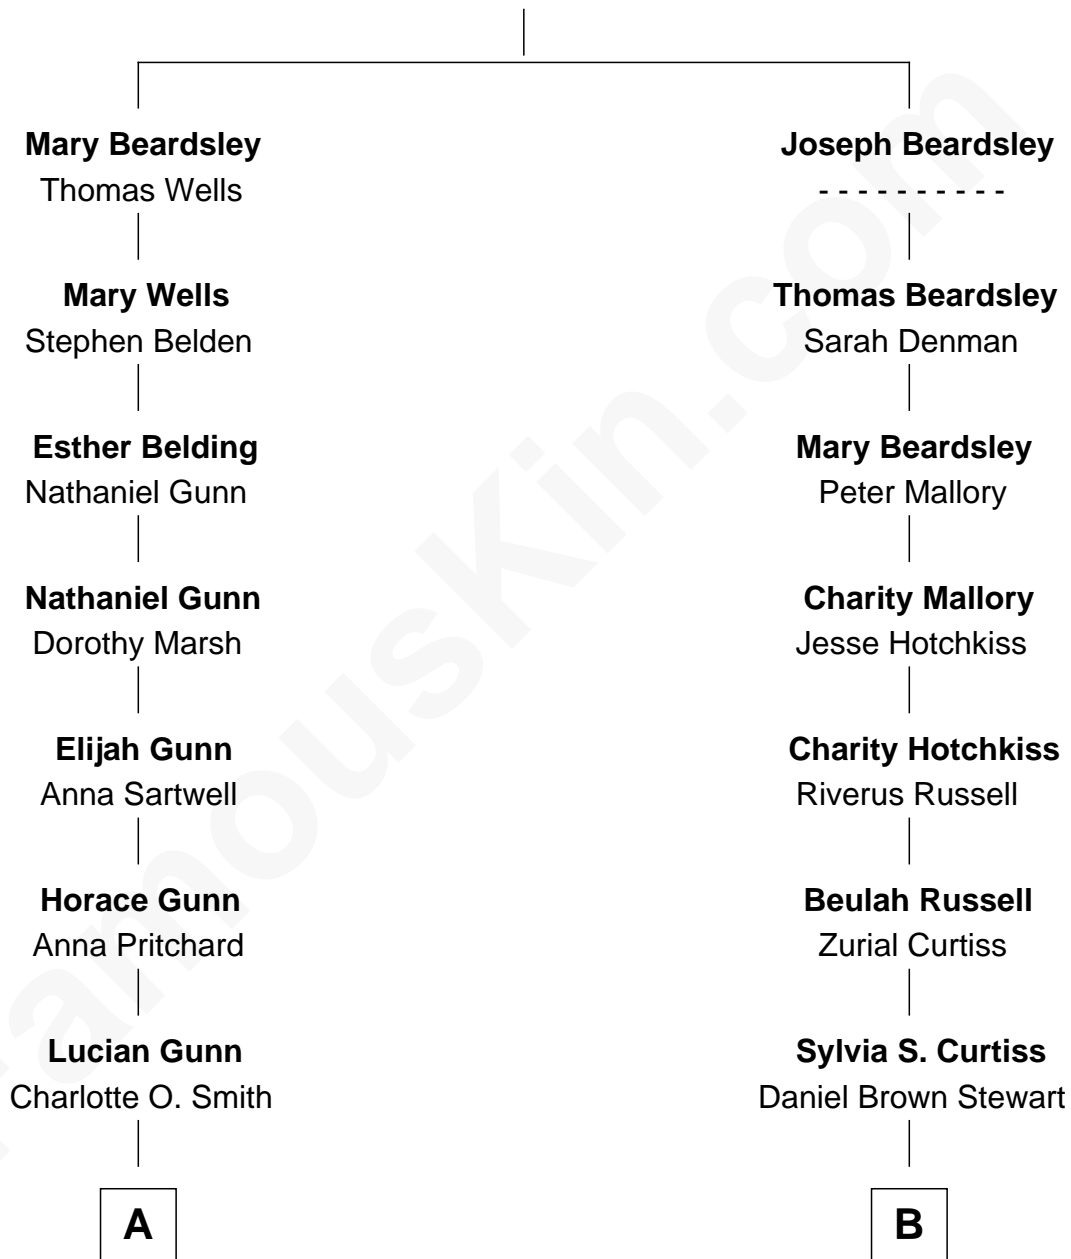 Mary Beardsley
Thomas Wells
Mary Wells
Stephen Belden
Esther Belding
Nathaniel Gunn
Nathaniel Gunn
Dorothy Marsh
Elijah Gunn
Anna Sartwell
Horace Gunn
Anna Pritchard
Lucian Gunn
Charlotte O. Smith
A
Joseph Beardsley
- - - - - - - - - -
Thomas Beardsley
Sarah Denman
Mary Beardsley
Peter Mallory
Charity Mallory
Jesse Hotchkiss
Charity Hotchkiss
Riverus Russell
Beulah Russell
Zurial Curtiss
Sylvia S. Curtiss
Daniel Brown Stewart
B
FamousKin.com